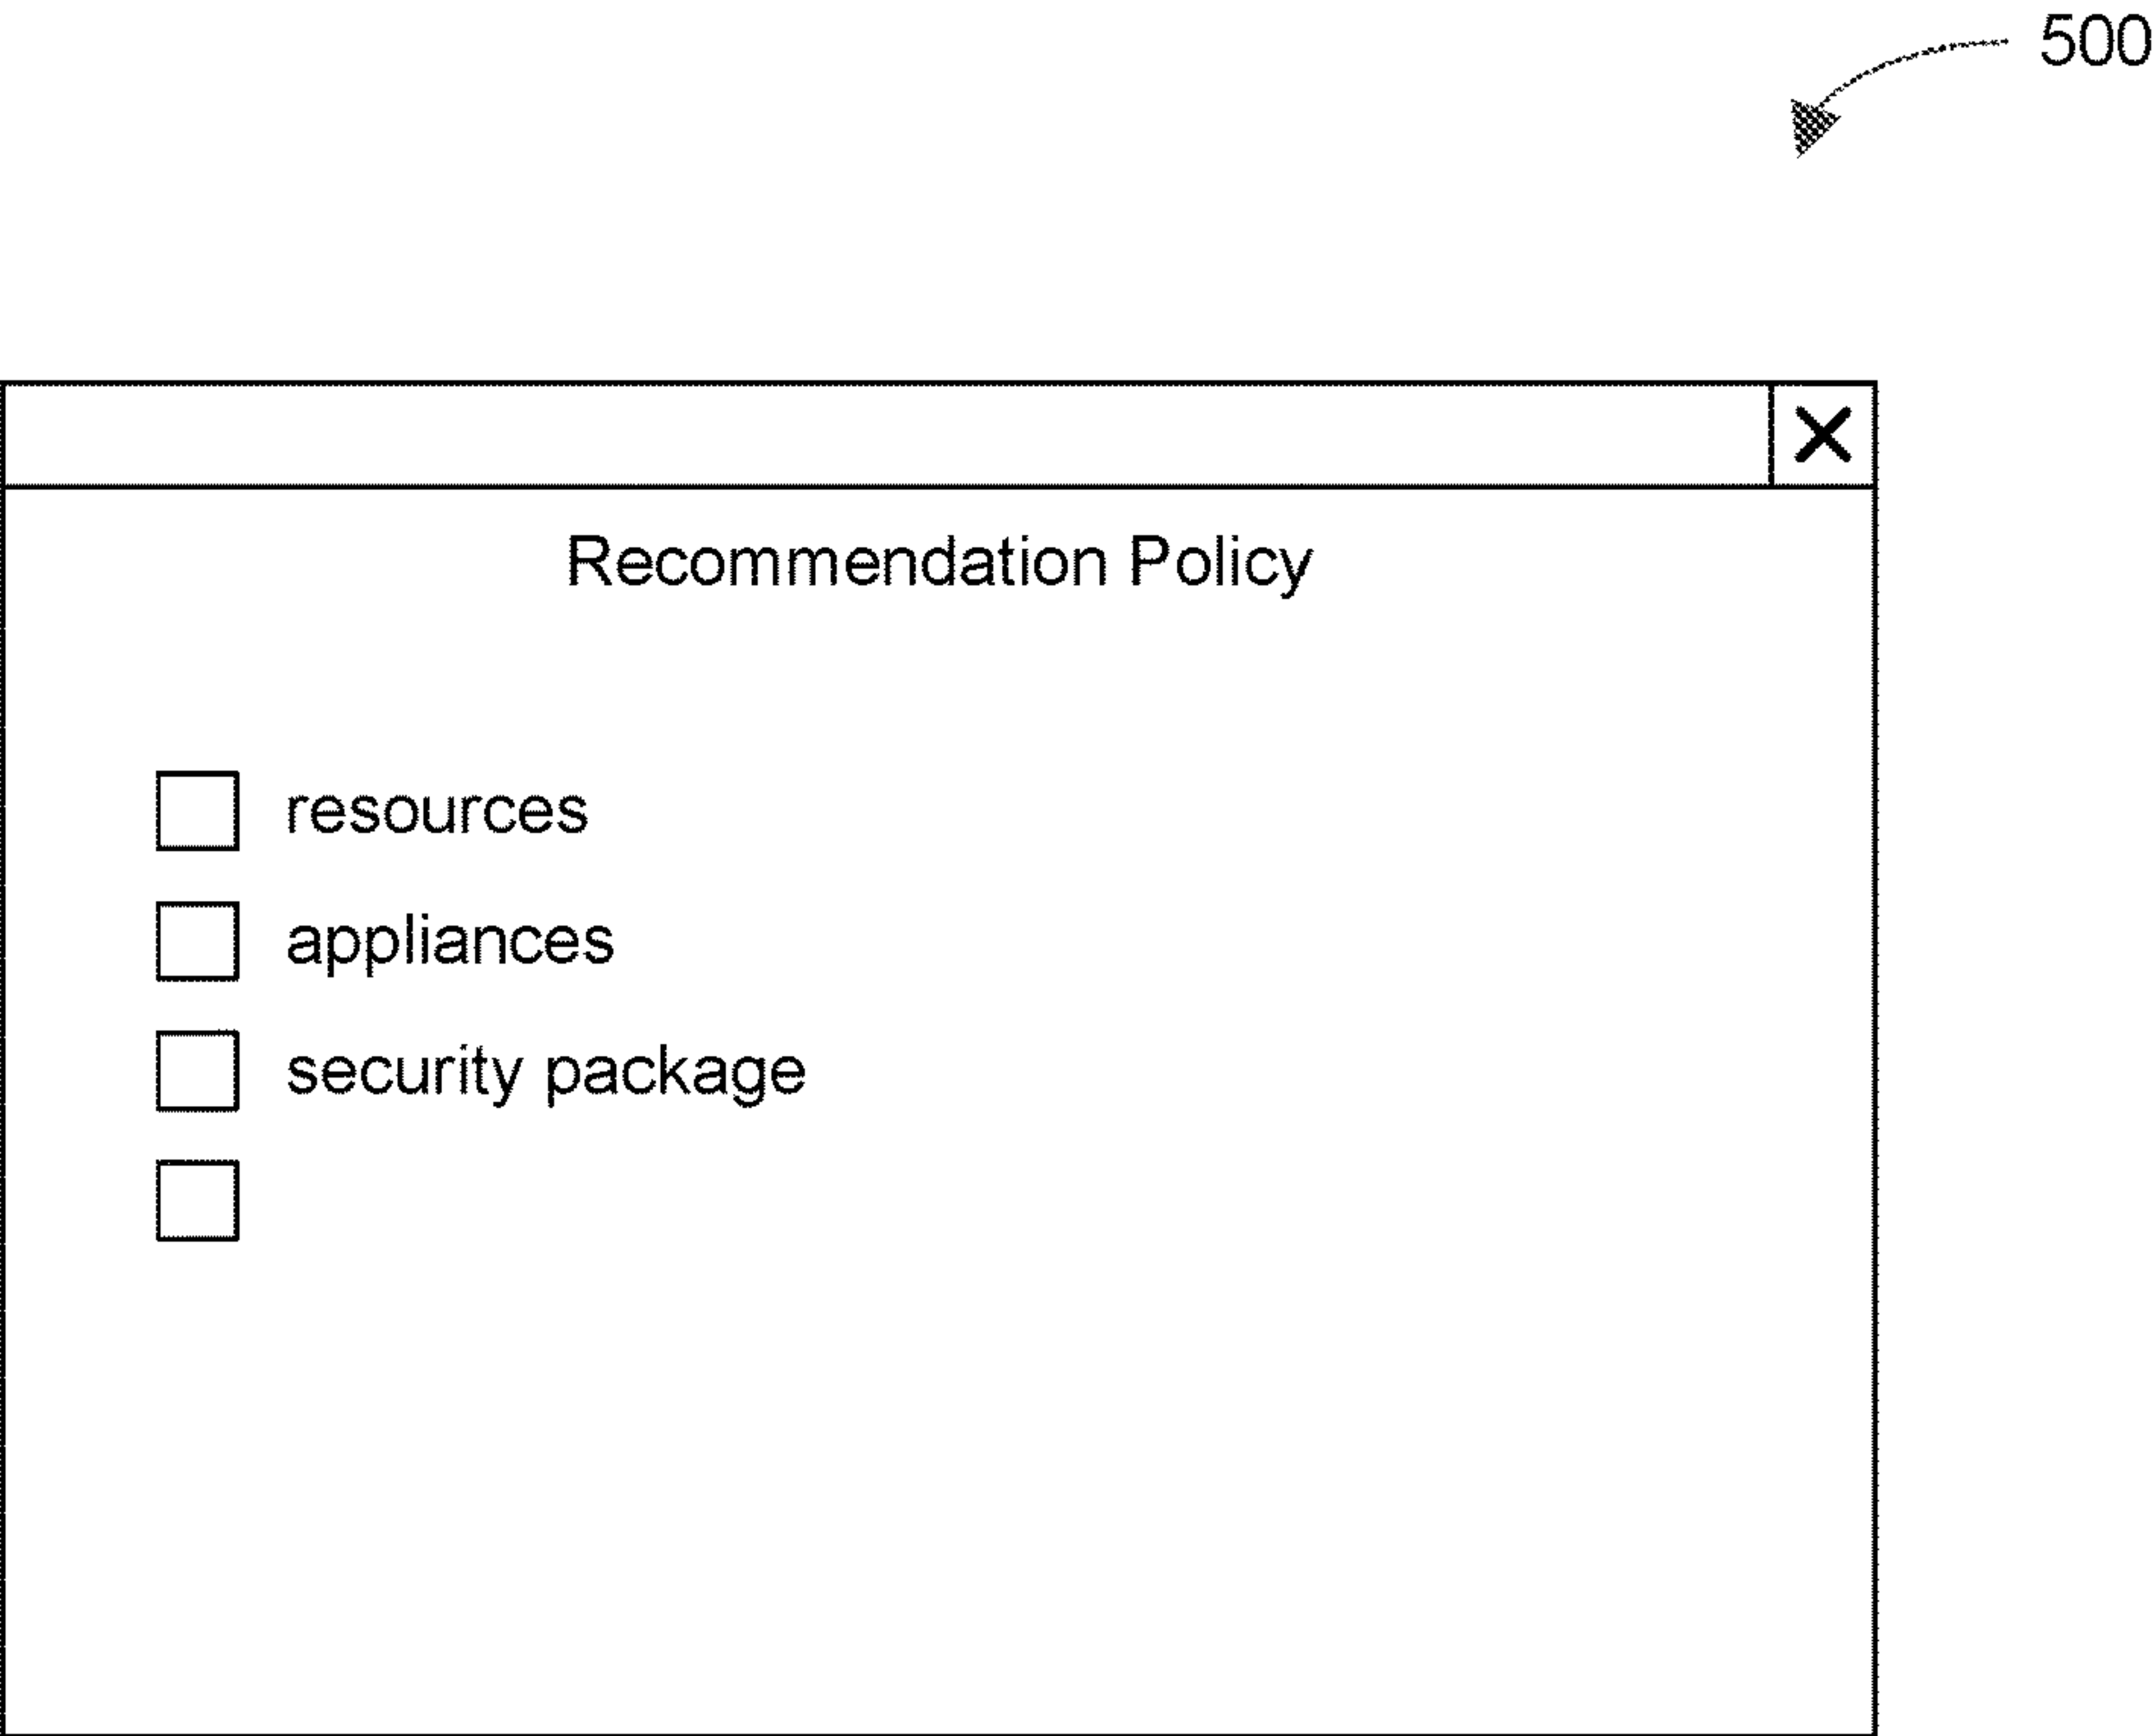 500
Recommendation Policy
resources
appliances
security package